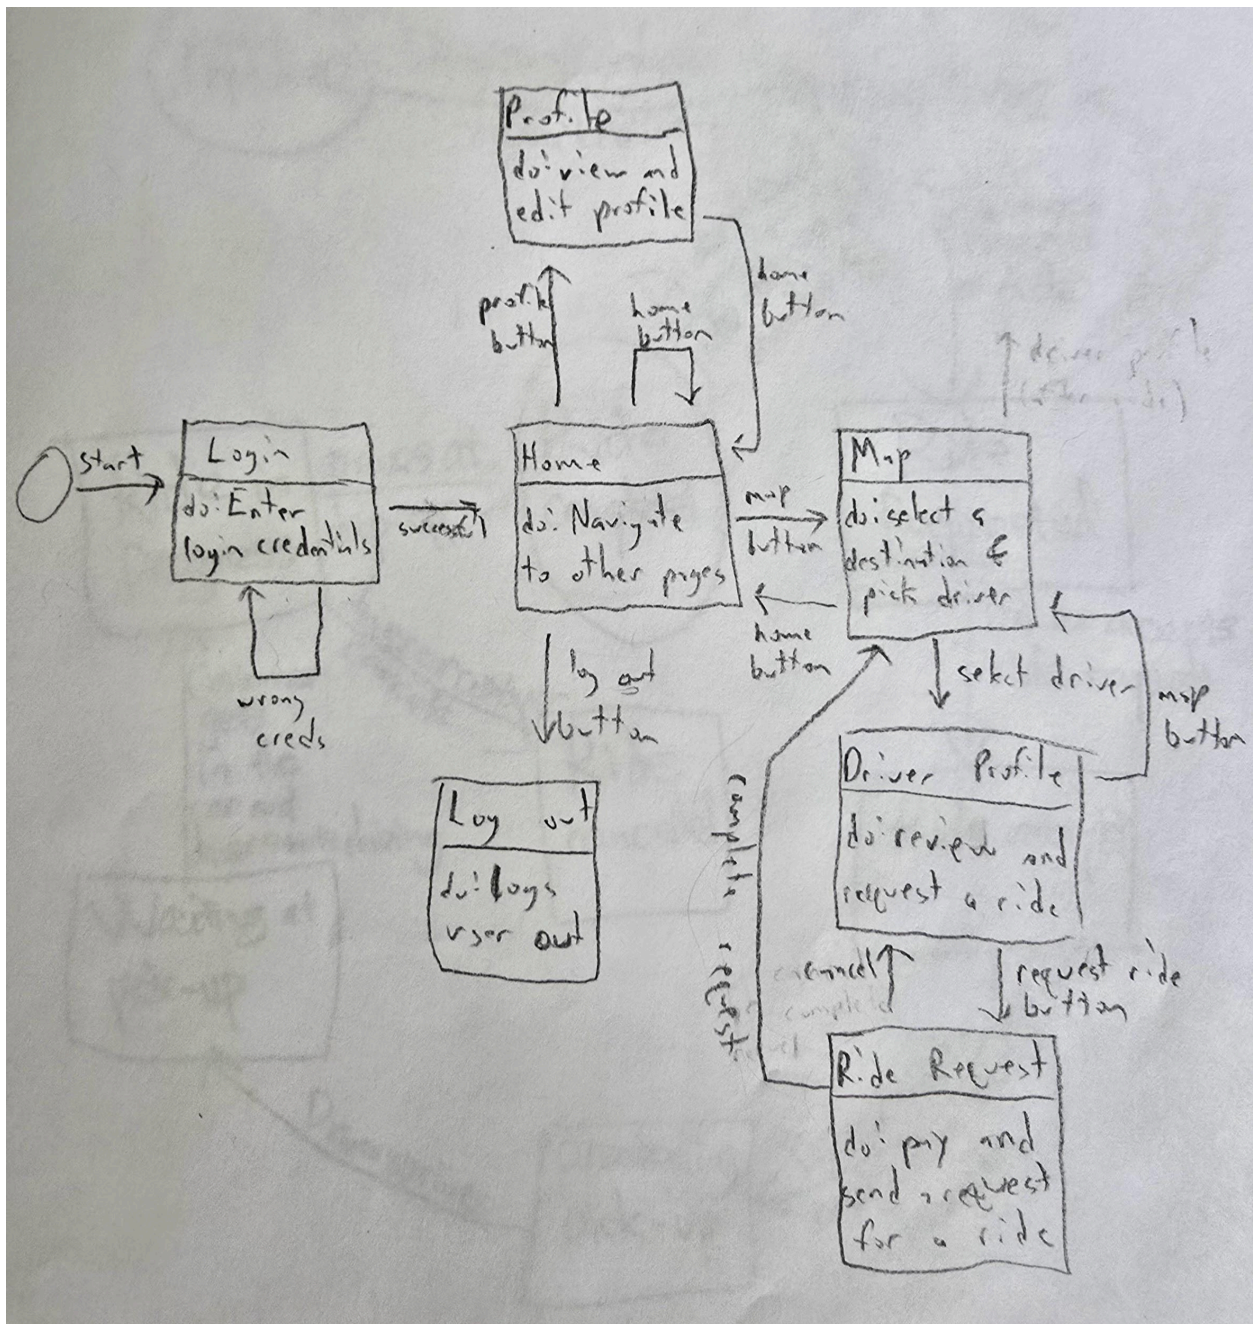 Profile
do: view and
edit profile
profile
button
home
button
home
button
start
Login
do: Enter
login credentials
wrong
creds
successful
Home
do: Navigate
to other pages
map
button
home
button
Map
do: select a
destination &
pick driver
log out
button
select driver
map
button
Log out
do: logs
user out
Driver Profile
do: review and
request a ride
complete request
cancel
request ride
button
Ride Request
do: pay and
send a request
for a ride